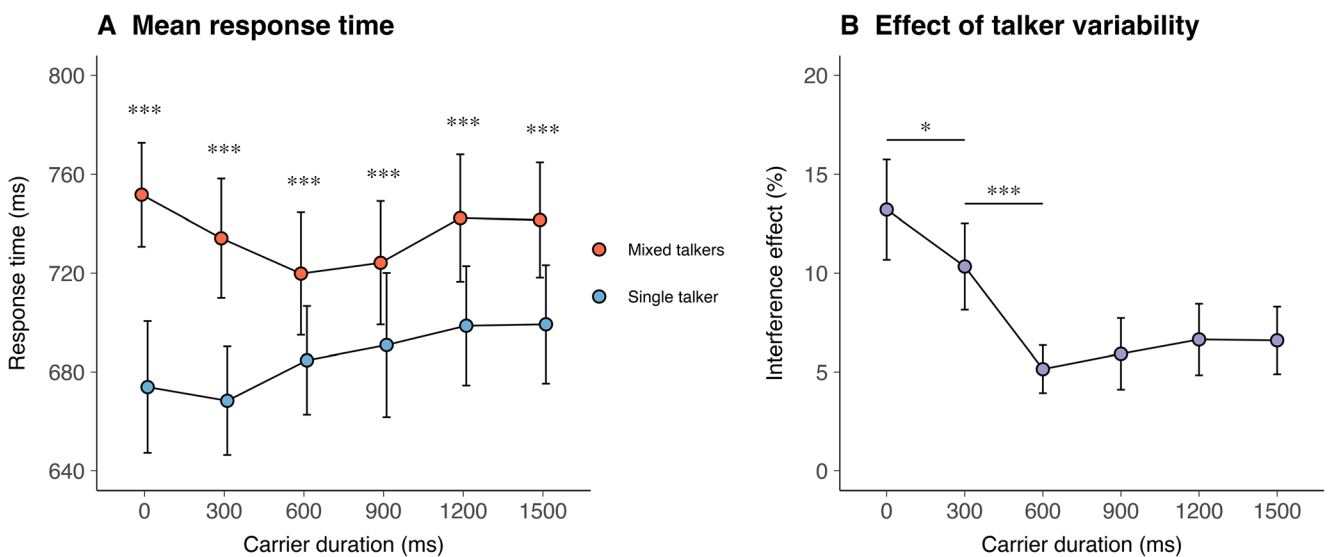 A Mean response time
800
760
720
680
640
Response time (ms)
***
***
***
***
***
***
0 300 600 900 1200 1500
Carrier duration (ms)
Mixed talkers
Single talker
B Effect of talker variability
20
15
10
5
0
Interference effect (%)
*
***
0 300 600 900 1200 1500
Carrier duration (ms)